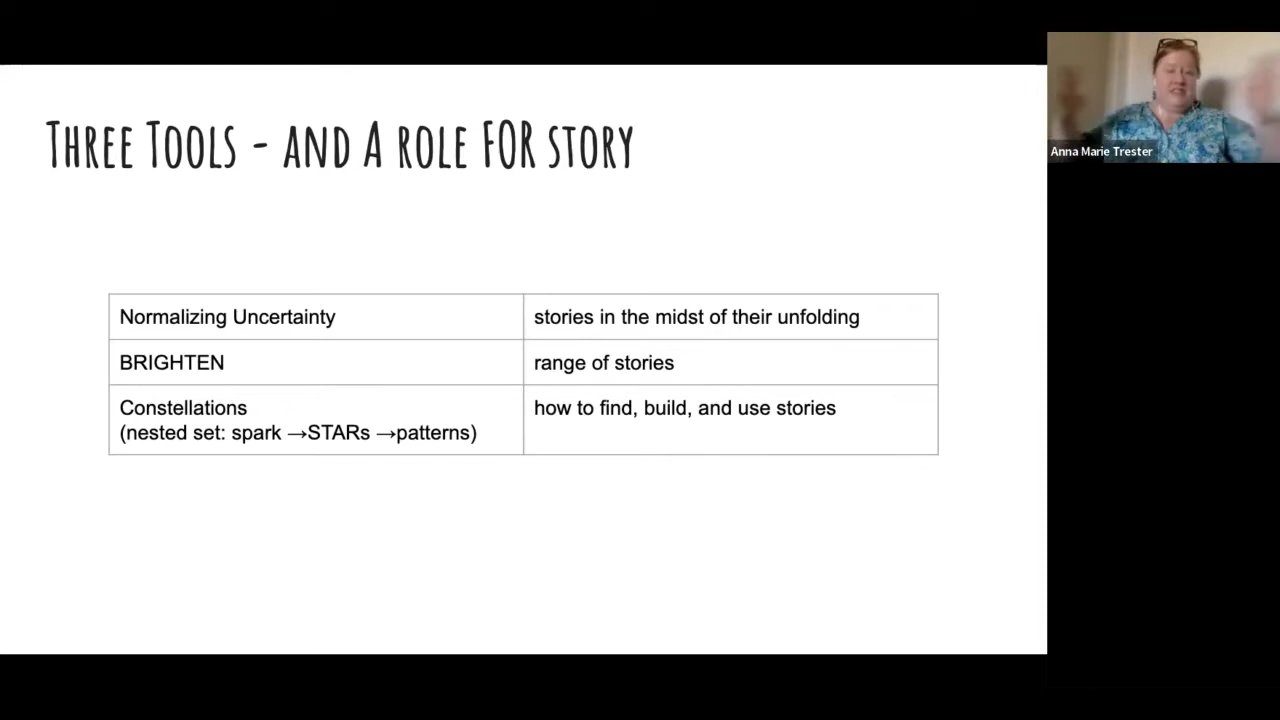 THREE TOOLS - AND A ROLE FOR STORY
Anna Marie Trester
Normalizing Uncertainty
stories in the midst of their unfolding
BRIGHTEN
range of stories
Constellations
(nested set: spark →STARs →patterns)
how to find, build, and use stories